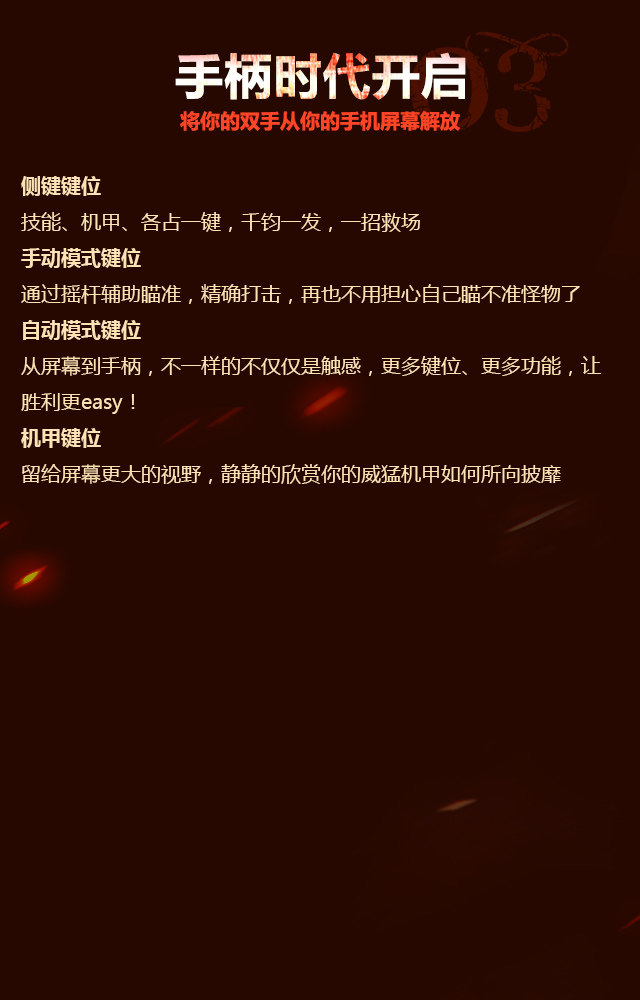 03
手柄时代开启
将你的双手从你的手机屏幕解放
侧键键位
技能、机甲、各占一键，千钧一发，一招救场
手动模式键位
通过摇杆辅助瞄准，精确打击，再也不用担心自己瞄不准怪物了
自动模式键位
从屏幕到手柄，不一样的不仅仅是触感，更多键位、更多功能，让
胜利更easy！
机甲键位
留给屏幕更大的视野，静静的欣赏你的威猛机甲如何所向披靡